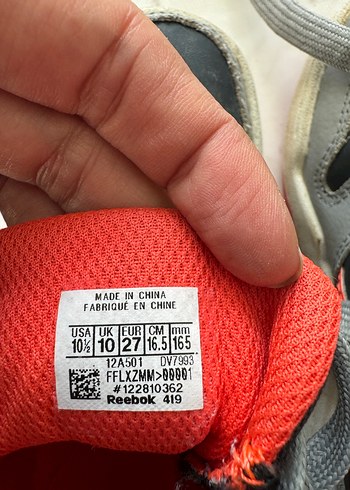 MADE IN CHINA
FABRIQUÉ EN CHINE
USA UK EUR CM mm
10½ 10 27 16.5 165
12A501 DV7993
FFLXZMM>00001
#122810362
Reebok 419